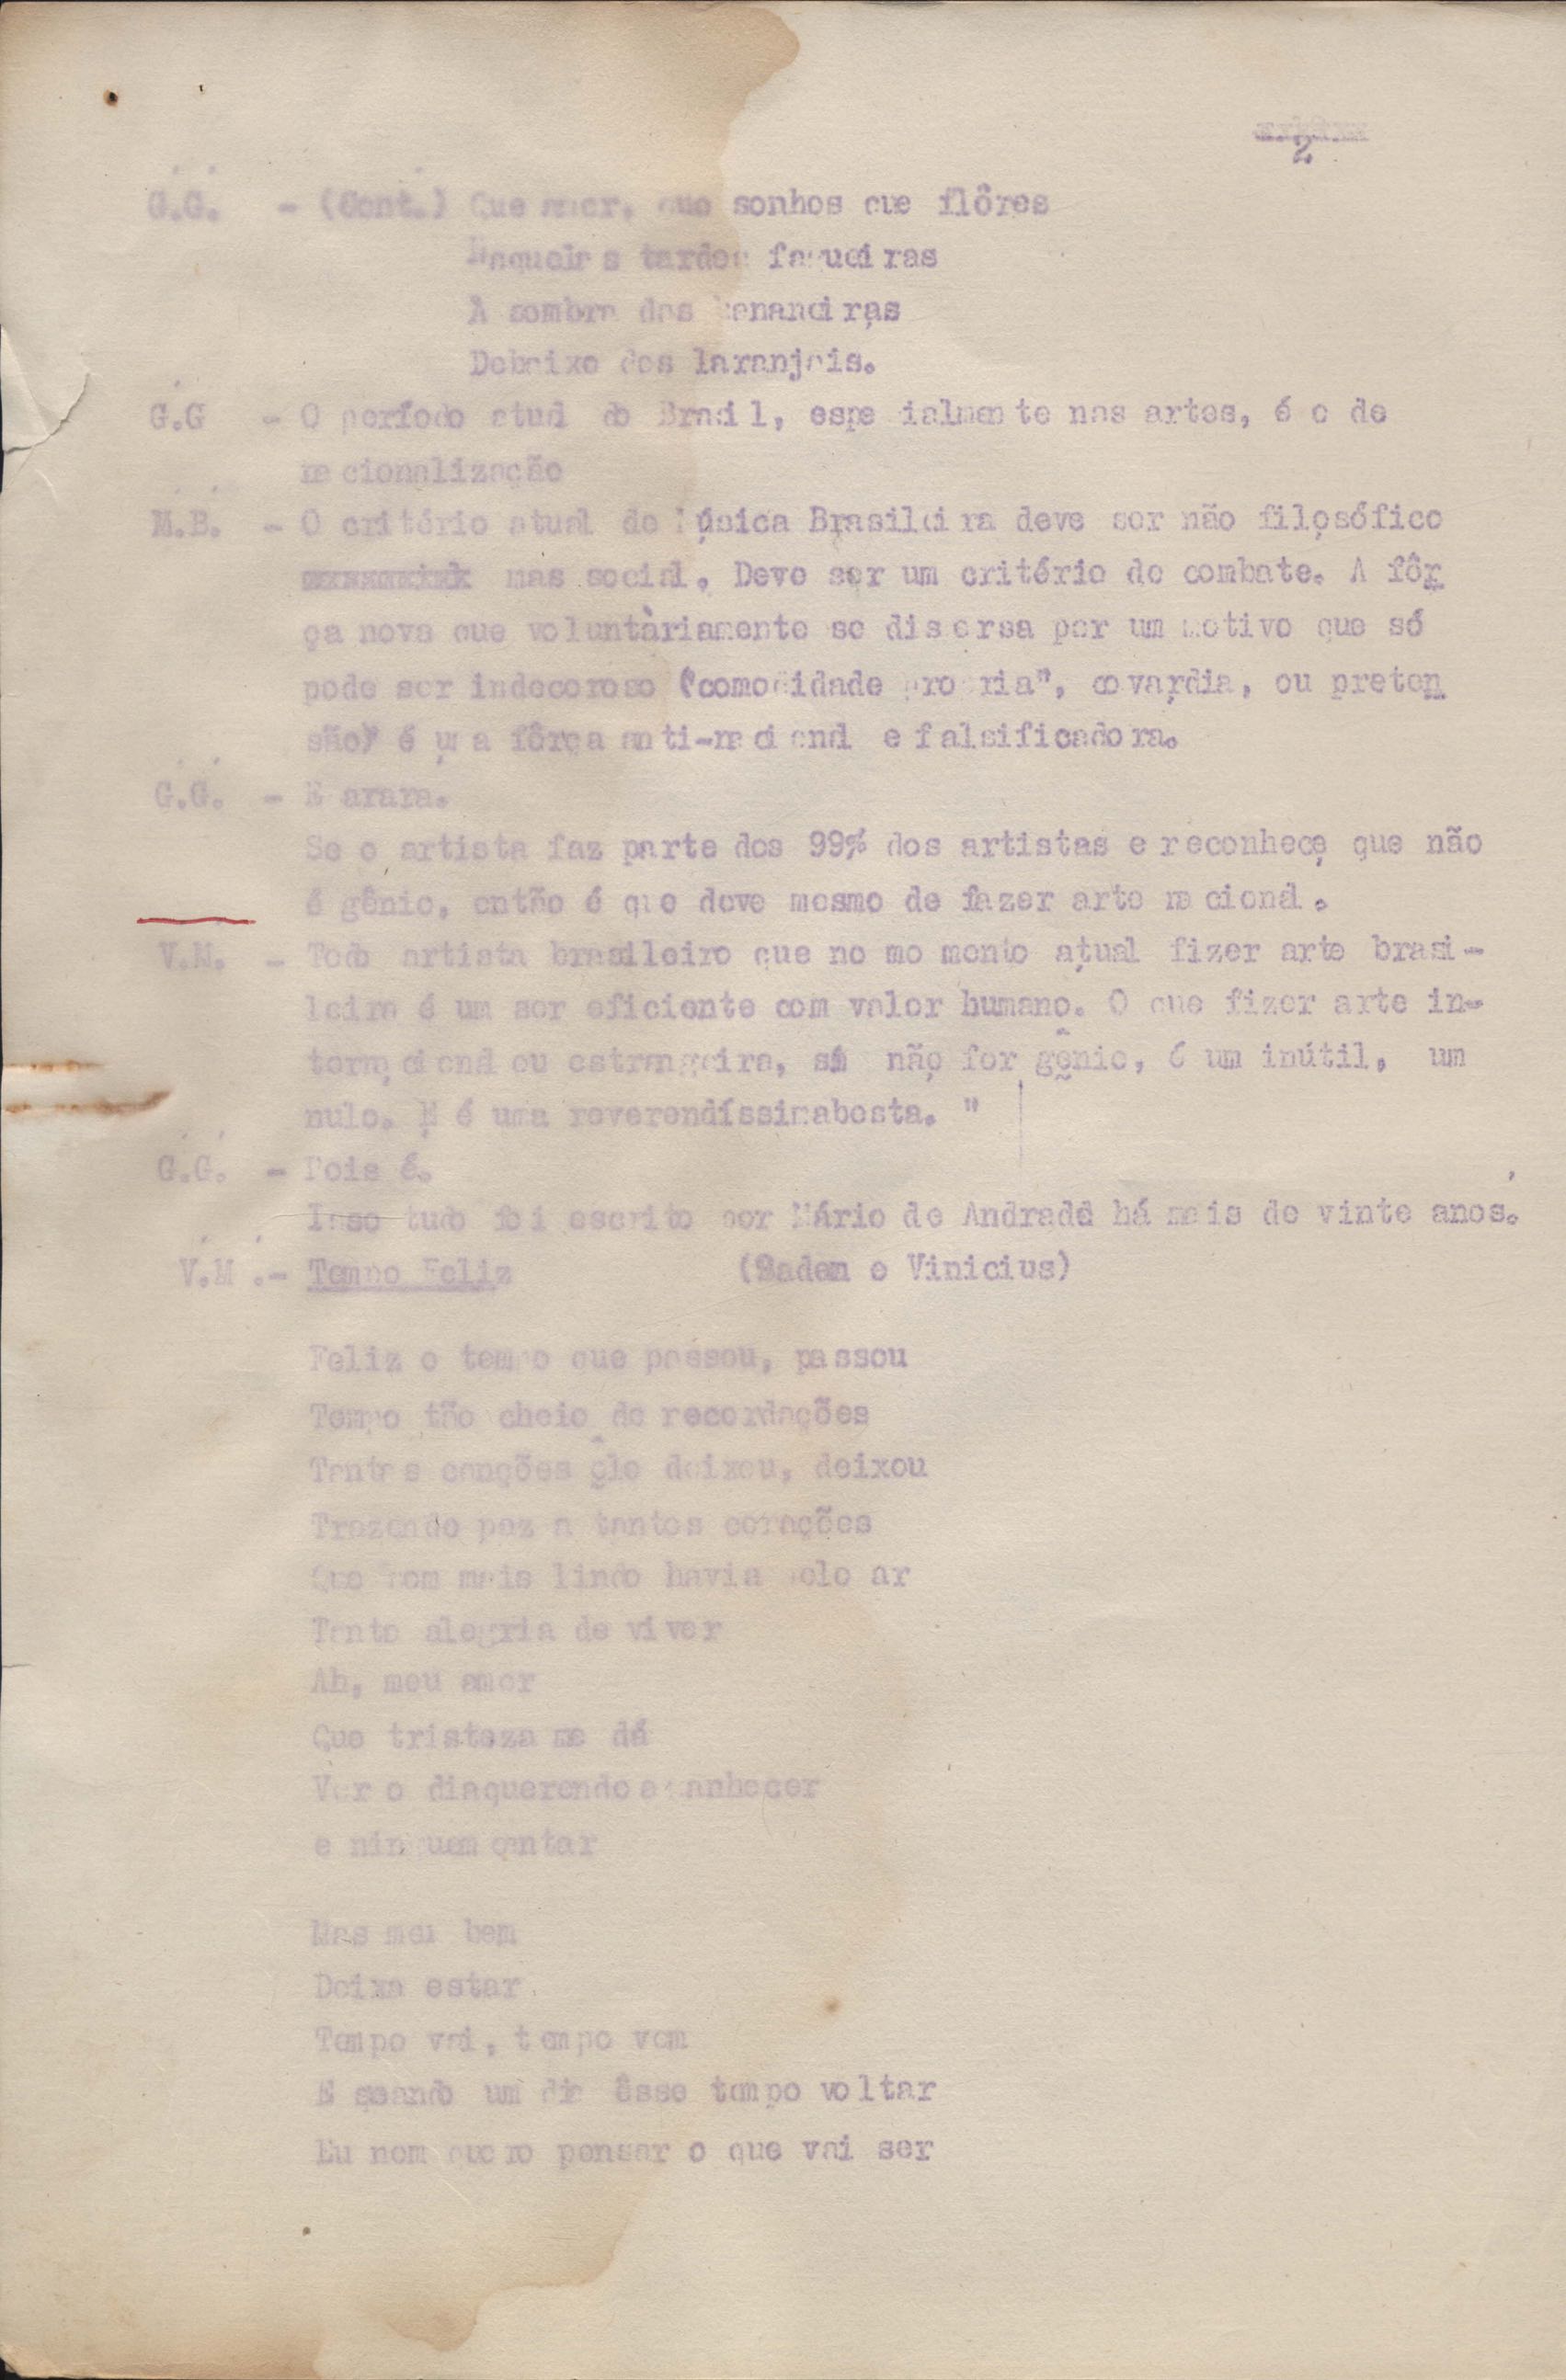 2
G.G. - (Cont.) Que amor, que sonhos que flôres
Naquelas tardes fagueiras
À sombra das bananeiras
Debaixo dos laranjais.
G.G - O período atual do Brasil, especialmente nas artes, é o de
nacionalização
M.B. - O critério atual de Música Brasileira deve ser não filosófico
mas social. Deve ser um critério de combate. A fôr
ça nova que voluntàriamente se dispersa por um motivo que só
pode ser indecoroso ("comodidade própria", covardia, ou preten
são) é uma fôrça anti-nacional e falsificadora.
G.G. - E arara.
Se o artista faz parte dos 99% dos artistas e reconhece que não
é gênio, então é que deve mesmo de fazer arte nacional.
V.M. - Todo artista brasileiro que no momento atual fizer arte brasi-
leira é um ser eficiente com valor humano. O que fizer arte in-
ternacional ou estrangeira, si não for gênio, é um inútil, um
nulo. E é uma reverendíssima bosta. "
G.G. - Pois é.
Isso tudo foi escrito por Mário de Andrade há mais de vinte anos.
V.M .- Tempo Feliz (Baden e Vinicius)
Feliz o tempo que passou, passou
Tempo tão cheio de recordações
Tantas canções êle deixou, deixou
Trazendo paz a tantos corações
Que som mais lindo havia pelo ar
Tanta alegria de viver
Ah, meu amor
Que tristeza me dá
Ver o dia querendo amanhecer
e ninguem cantar
Mas meu bem
Deixa estar
Tempo vai, tempo vem
E quando um dia êsse tempo voltar
Eu nem quero pensar o que vai ser